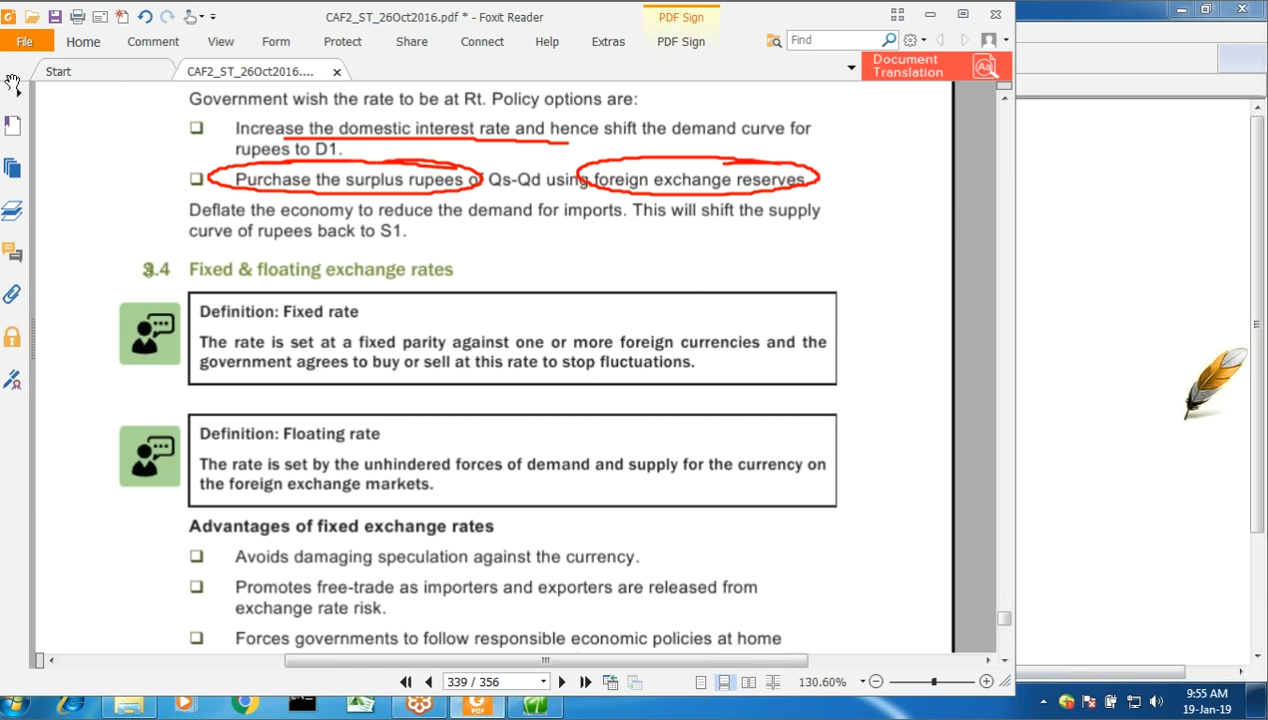 CAF2_ST_26Oct2016.pdf * - Foxit Reader
PDF Sign
File Home Comment View Form Protect Share Connect Help Extras PDF Sign Find
Start CAF2_ST_26Oct2016....
Document Translation
Government wish the rate to be at Rt. Policy options are:
Increase the domestic interest rate and hence shift the demand curve for
rupees to D1.
Purchase the surplus rupees of Qs-Qd using foreign exchange reserves.
Deflate the economy to reduce the demand for imports. This will shift the supply
curve of rupees back to S1.
3.4 Fixed & floating exchange rates
Definition: Fixed rate
The rate is set at a fixed parity against one or more foreign currencies and the
government agrees to buy or sell at this rate to stop fluctuations.
Definition: Floating rate
The rate is set by the unhindered forces of demand and supply for the currency on
the foreign exchange markets.
Advantages of fixed exchange rates
Avoids damaging speculation against the currency.
Promotes free-trade as importers and exporters are released from
exchange rate risk.
Forces governments to follow responsible economic policies at home
339 / 356 130.60%
9:55 AM
19-Jan-19